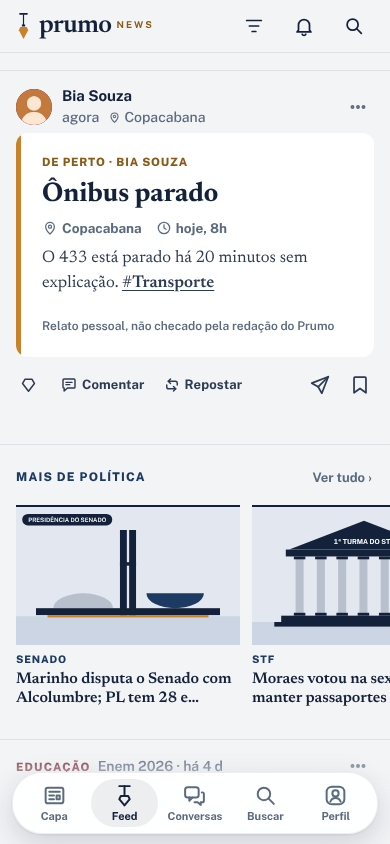 prumo NEWS
Bia Souza
agora Copacabana
DE PERTO · BIA SOUZA
Ônibus parado
Copacabana hoje, 8h
O 433 está parado há 20 minutos sem
explicação. #Transporte
Relato pessoal, não checado pela redação do Prumo
Comentar Repostar
MAIS DE POLÍTICA Ver tudo ›
PRESIDÊNCIA DO SENADO
1ª TURMA DO ST
SENADO
Marinho disputa o Senado com
Alcolumbre; PL tem 28 e...
STF
Moraes votou na sex
manter passaportes
EDUCAÇÃO Enem 2026 · há 4 d
Capa Feed Conversas Buscar Perfil